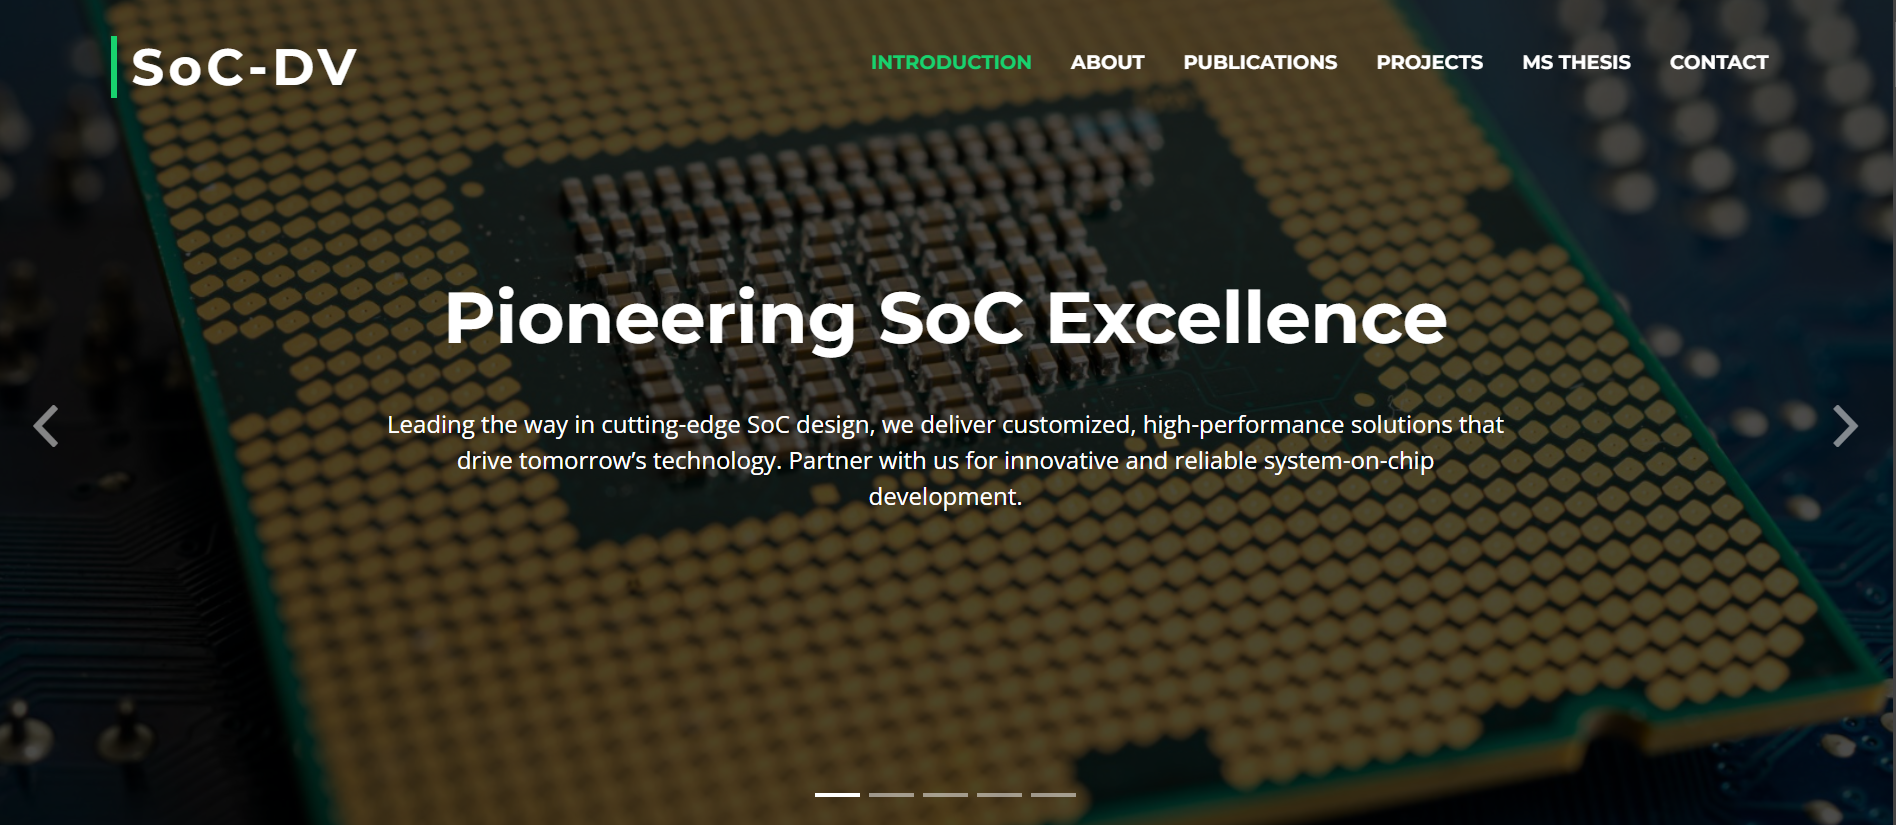 SoC-DV
INTRODUCTION ABOUT PUBLICATIONS PROJECTS MS THESIS CONTACT
Pioneering SoC Excellence
Leading the way in cutting-edge SoC design, we deliver customized, high-performance solutions that
drive tomorrow’s technology. Partner with us for innovative and reliable system-on-chip
development.